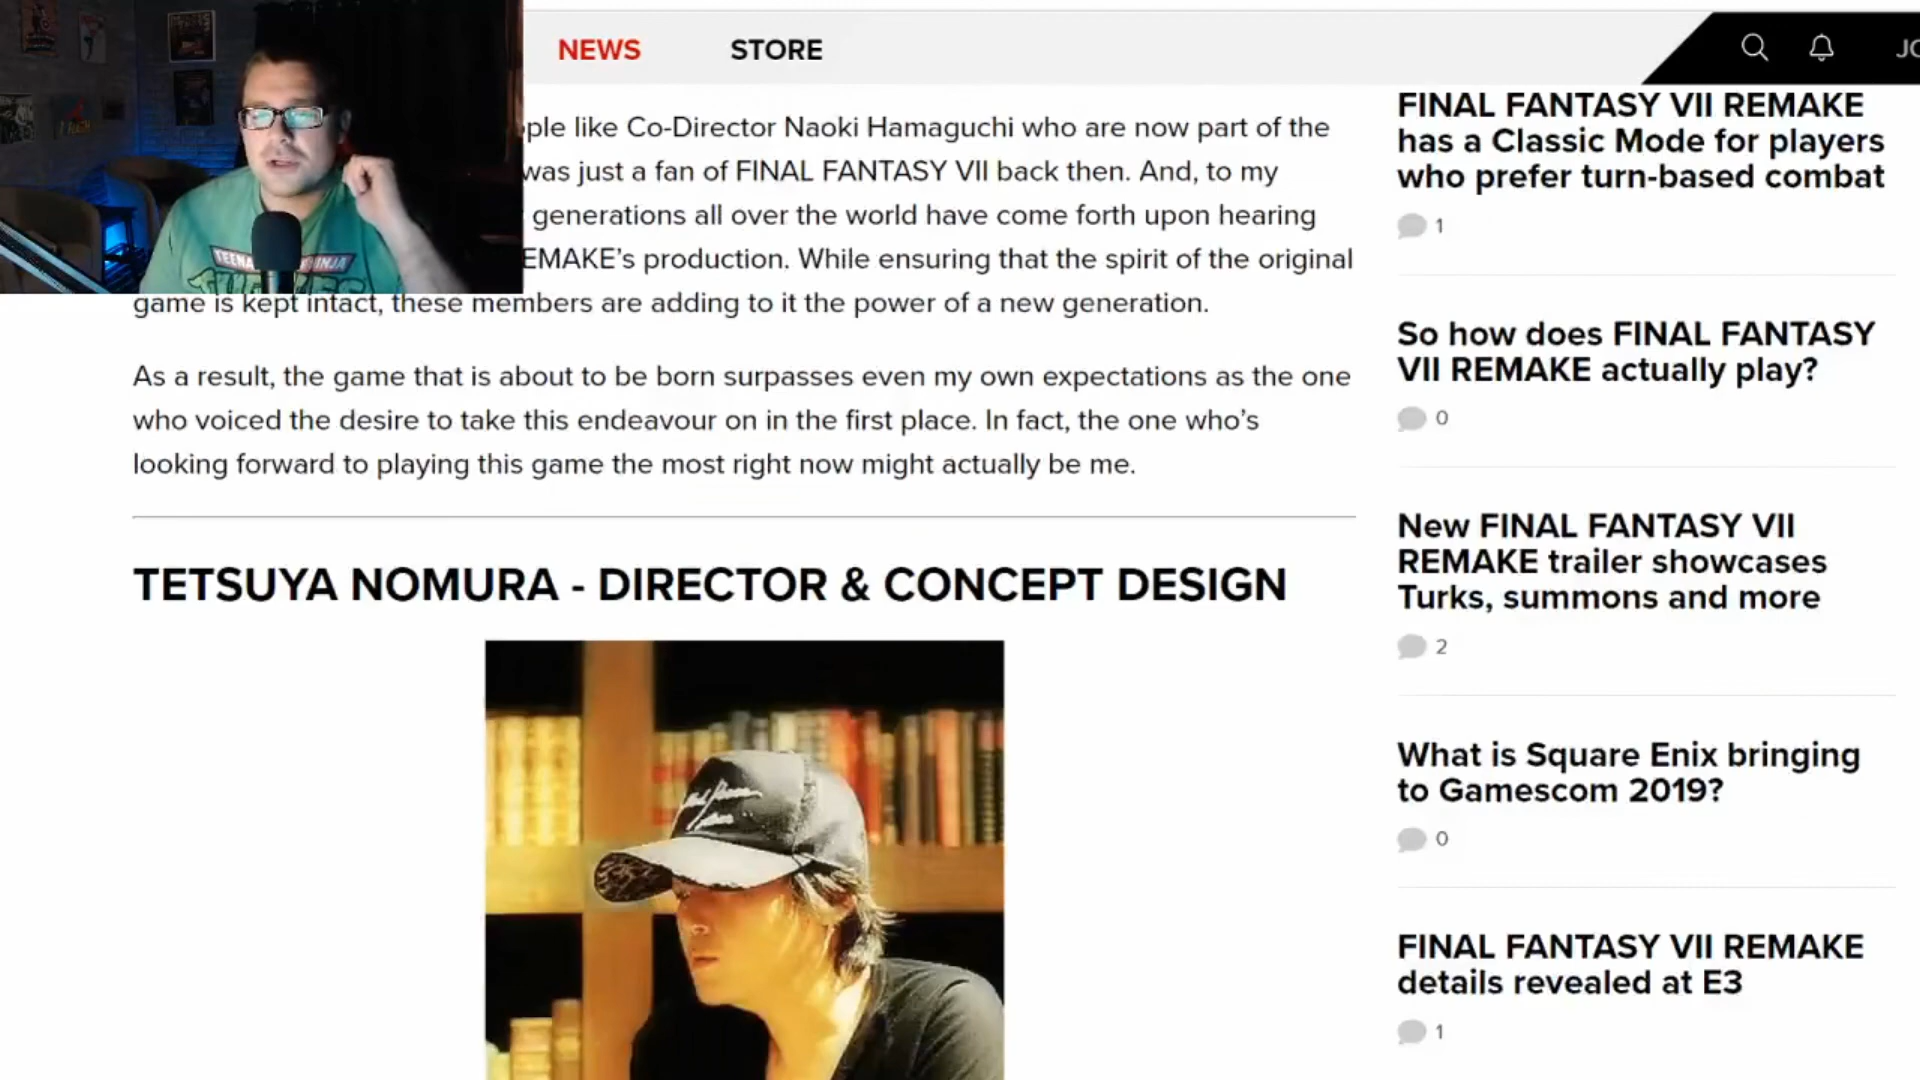 NEWS
STORE
ple like Co-Director Naoki Hamaguchi who are now part of the
was just a fan of FINAL FANTASY VII back then. And, to my
generations all over the world have come forth upon hearing
EMAKE's production. While ensuring that the spirit of the original
game is kept intact, these members are adding to it the power of a new generation.
As a result, the game that is about to be born surpasses even my own expectations as the one
who voiced the desire to take this endeavour on in the first place. In fact, the one who's
looking forward to playing this game the most right now might actually be me.
TETSUYA NOMURA - DIRECTOR & CONCEPT DESIGN
FINAL FANTASY VII REMAKE
has a Classic Mode for players
who prefer turn-based combat
1
So how does FINAL FANTASY
VII REMAKE actually play?
0
New FINAL FANTASY VII
REMAKE trailer showcases
Turks, summons and more
2
What is Square Enix bringing
to Gamescom 2019?
0
FINAL FANTASY VII REMAKE
details revealed at E3
1